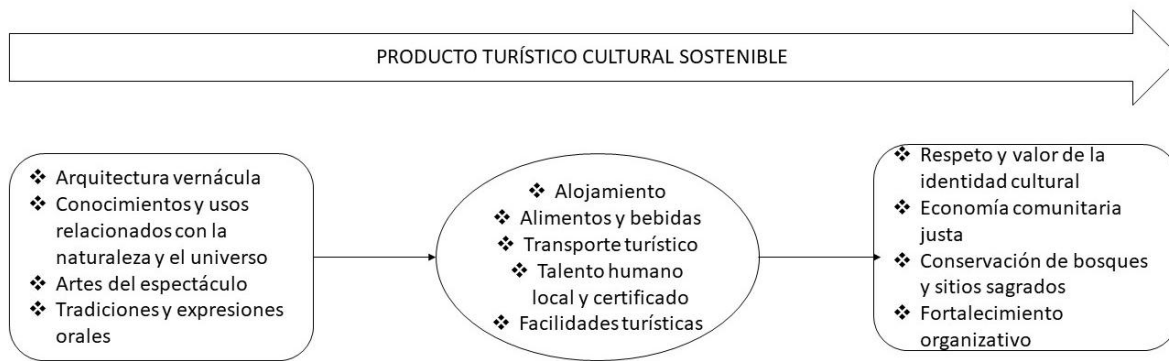 PRODUCTO TURÍSTICO CULTURAL SOSTENIBLE
❖ Arquitectura vernácula
❖ Conocimientos y usos
relacionados con la
naturaleza y el universo
❖ Artes del espectáculo
❖ Tradiciones y expresiones
orales
❖ Alojamiento
❖ Alimentos y bebidas
❖ Transporte turístico
❖ Talento humano
local y certificado
❖ Facilidades turísticas
❖ Respeto y valor de la
identidad cultural
❖ Economía comunitaria
justa
❖ Conservación de bosques
y sitios sagrados
❖ Fortalecimiento
organizativo